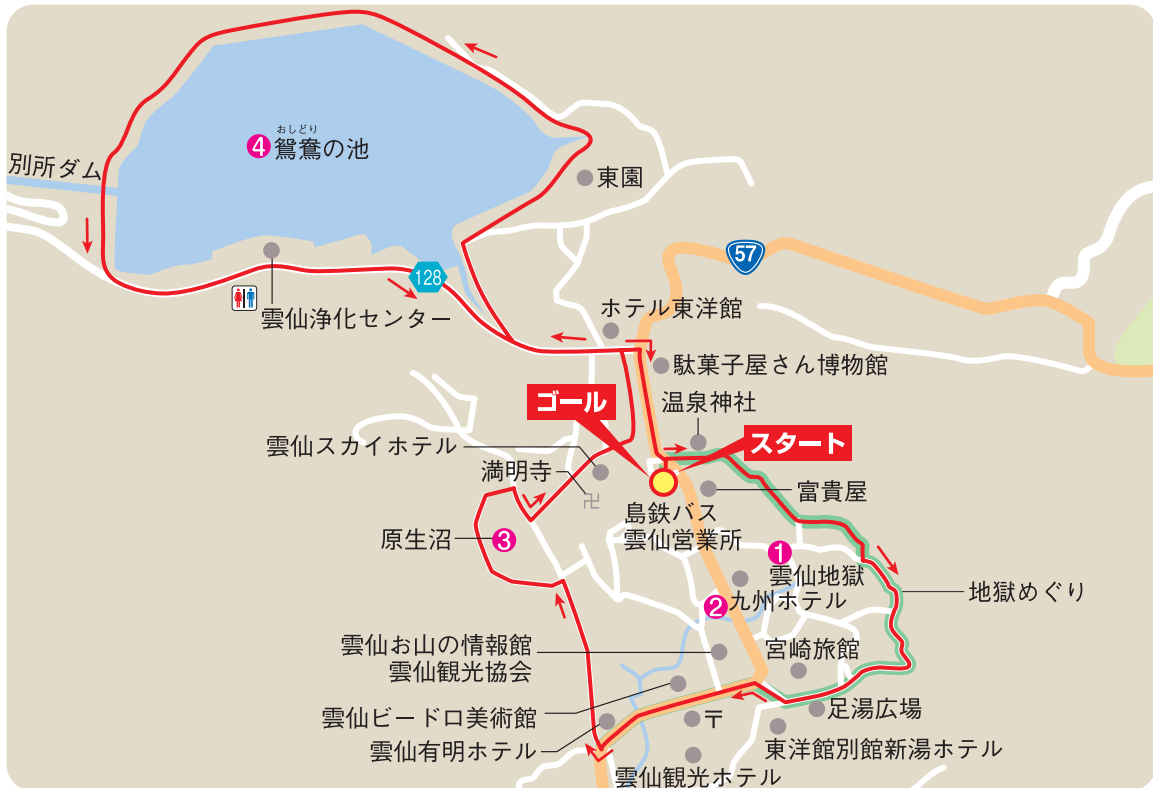 おしどり
④鴛鴦の池
別所ダム
東園
57
128
雲仙浄化センター
ホテル東洋館
駄菓子屋さん博物館
ゴール
温泉神社
スタート
雲仙スカイホテル
満明寺
卍
富貴屋
島鉄バス
雲仙営業所
原生沼
③
①
雲仙地獄
②
九州ホテル
地獄めぐり
雲仙お山の情報館
雲仙観光協会
宮崎旅館
雲仙ビードロ美術館
〒
足湯広場
雲仙有明ホテル
東洋館別館新湯ホテル
雲仙観光ホテル